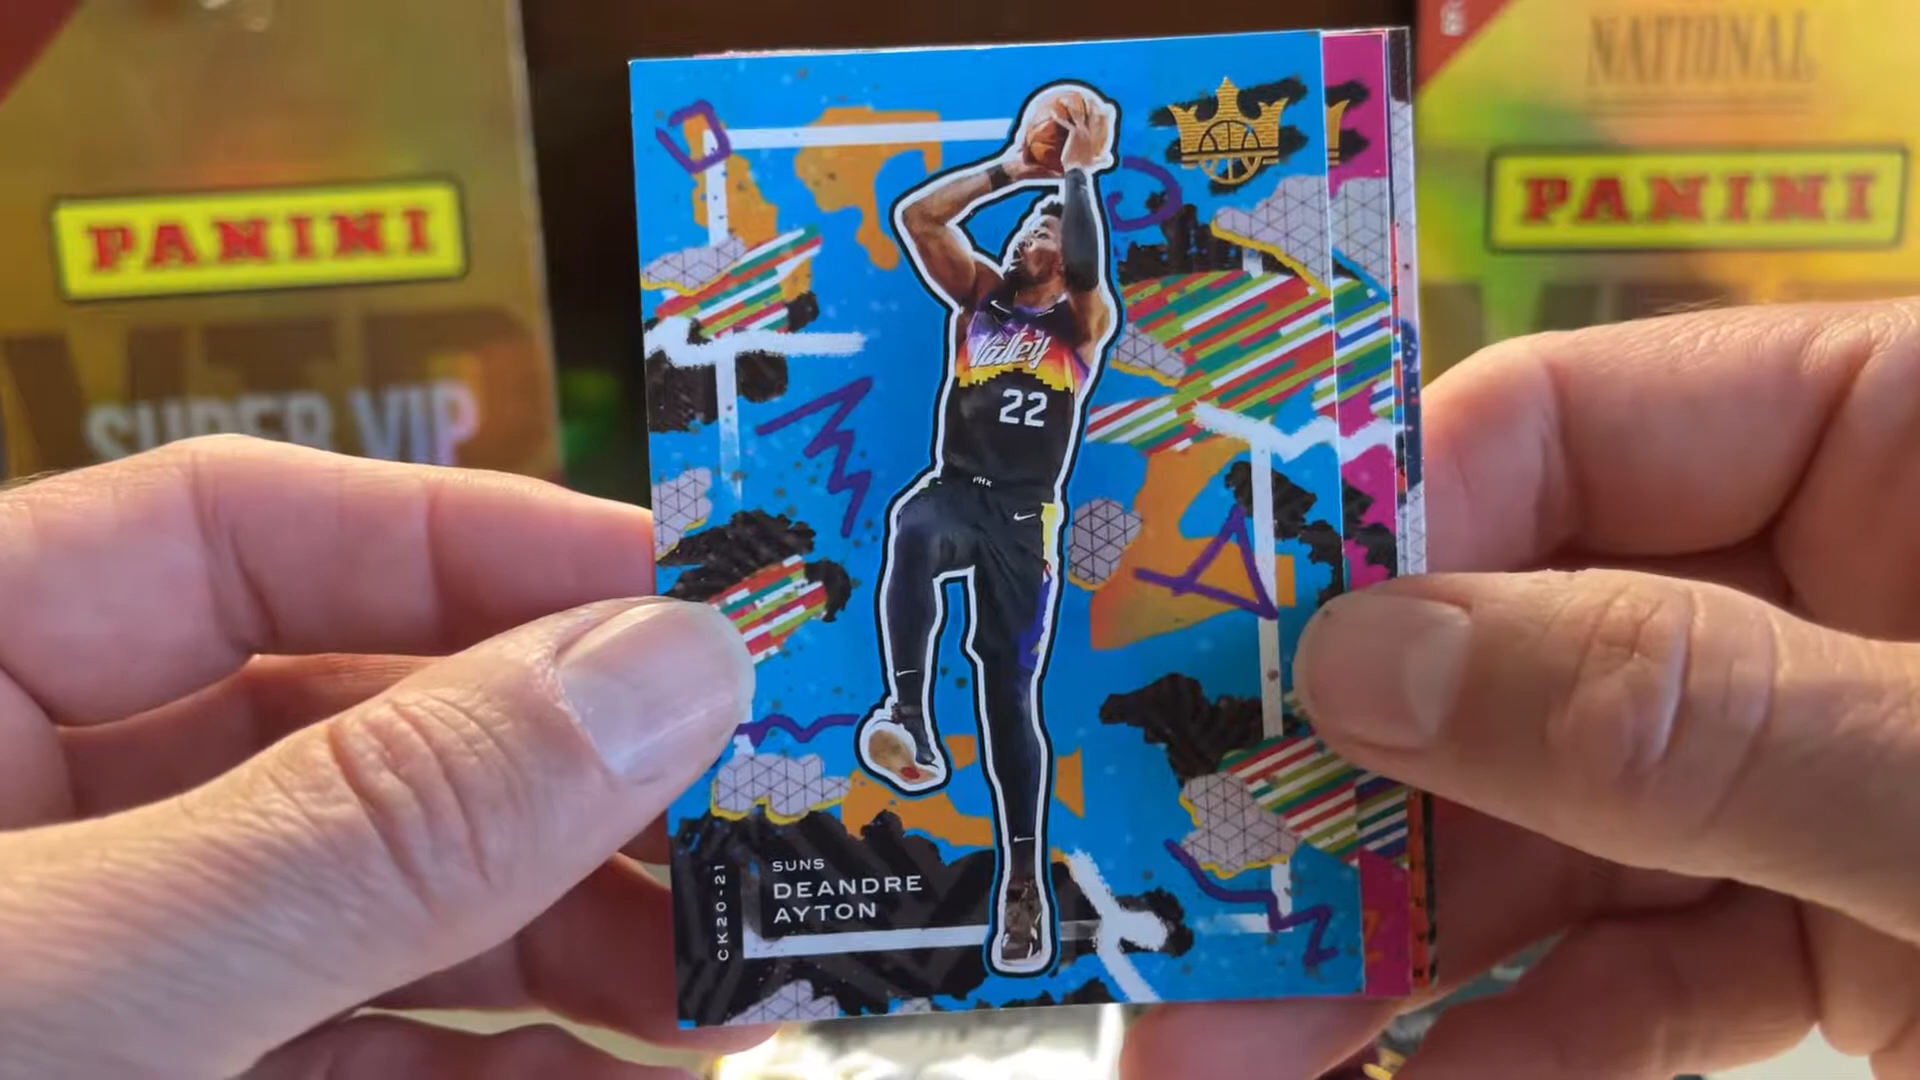 PANINI
SUPER VIP
NATIONAL
PANINI
Valley
22
PHX
CK20-21
SUNS
DEANDRE
AYTON